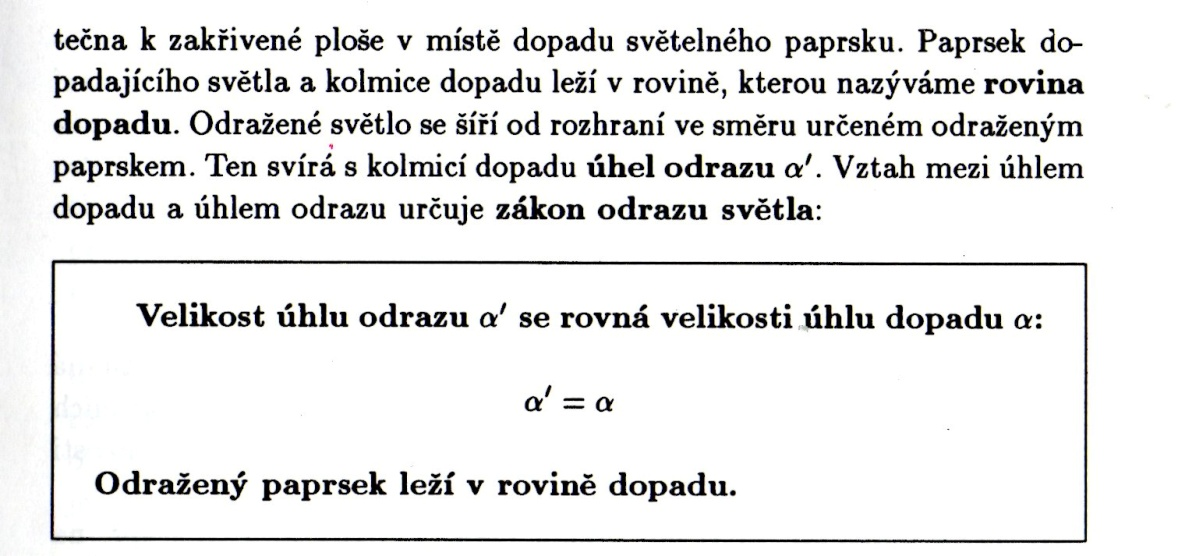 tečna k zakřivené ploše v místě dopadu světelného paprsku. Paprsek do-
padajícího světla a kolmice dopadu leží v rovině, kterou nazýváme rovina
dopadu. Odražené světlo se šíří od rozhraní ve směru určeném odraženým
paprskem. Ten svírá s kolmicí dopadu úhel odrazu α′. Vztah mezi úhlem
dopadu a úhlem odrazu určuje zákon odrazu světla:
Velikost úhlu odrazu α′ se rovná velikosti úhlu dopadu α:
α′ = α
Odražený paprsek leží v rovině dopadu.